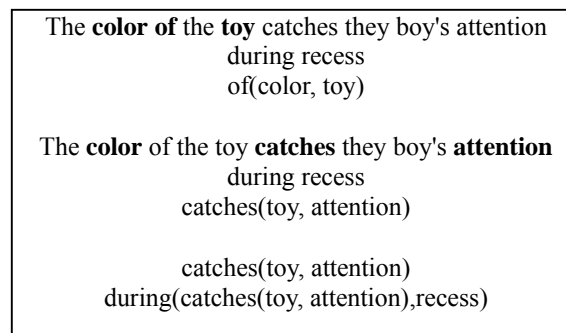 The color of the toy catches they boy's attention
during recess
of(color, toy)
The color of the toy catches they boy's attention
during recess
catches(toy, attention)
catches(toy, attention)
during(catches(toy, attention),recess)